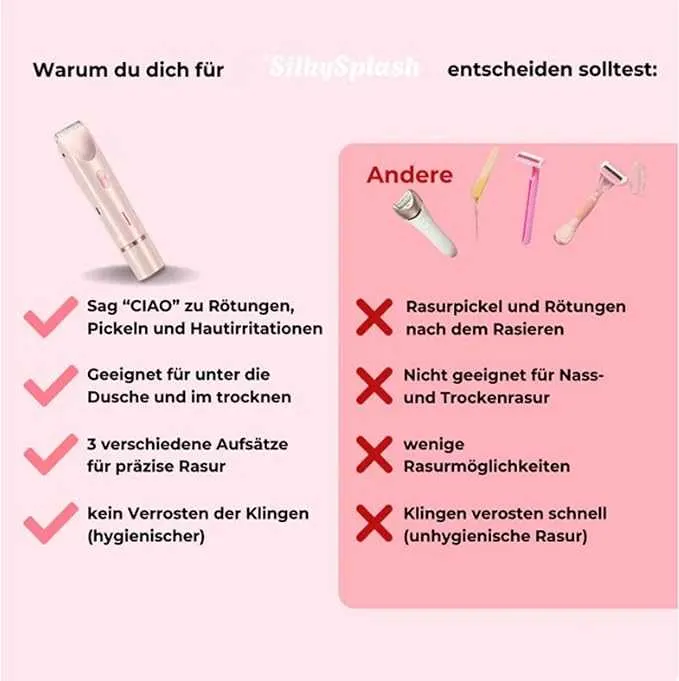 Warum du dich für SilkySplash entscheiden solltest:
Andere
Sag “CIAO” zu Rötungen,
Pickeln und Hautirritationen
Geeignet für unter die
Dusche und im trocknen
3 verschiedene Aufsätze
für präzise Rasur
kein Verrosten der Klingen
(hygienischer)
Rasurpickel und Rötungen
nach dem Rasieren
Nicht geeignet für Nass-
und Trockenrasur
wenige
Rasurmöglichkeiten
Klingen verosten schnell
(unhygienische Rasur)